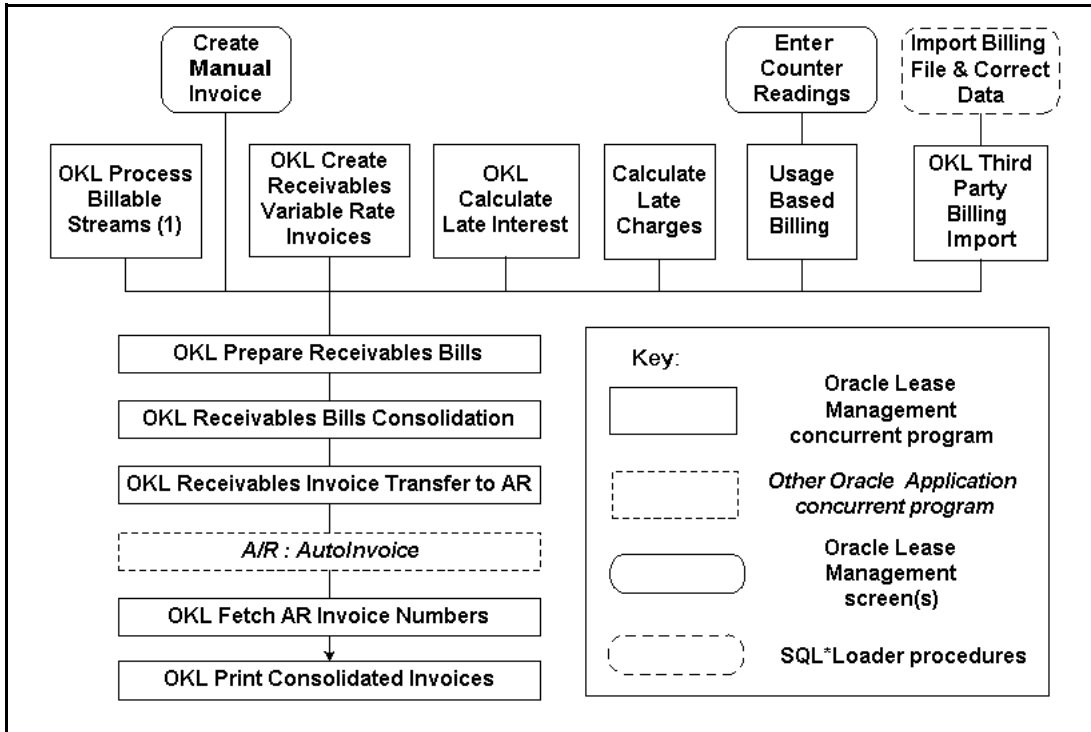 Create
Manual
Invoice
Enter
Counter
Readings
Import Billing
File & Correct
Data
OKL Process
Billable
Streams (1)
OKL Create
Receivables
Variable Rate
Invoices
OKL
Calculate
Late Interest
Calculate
Late
Charges
Usage
Based
Billing
OKL Third
Party
Billing
Import
OKL Prepare Receivables Bills
OKL Receivables Bills Consolidation
OKL Receivables Invoice Transfer to AR
A/R : AutoInvoice
OKL Fetch AR Invoice Numbers
OKL Print Consolidated Invoices
Key:
Oracle Lease
Management
concurrent program
Other Oracle Application
concurrent program
Oracle Lease
Management
screen(s)
SQL*Loader procedures